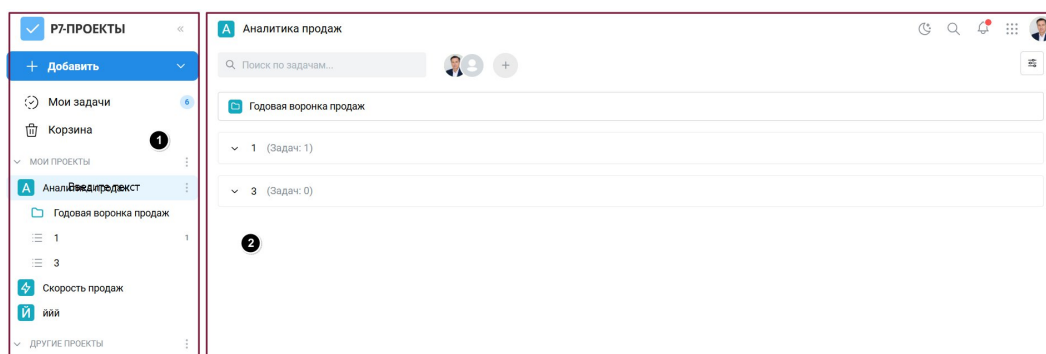 Р7-ПРОЕКТЫ
«
Добавить
Мои задачи
6
Корзина
1
МОИ ПРОЕКТЫ
А Аналитика продаж
Введите текст
Годовая воронка продаж
1
1
3
Скорость продаж
Й ййй
ДРУГИЕ ПРОЕКТЫ
А Аналитика продаж
Поиск по задачам...
+
Годовая воронка продаж
1 (Задач: 1)
3 (Задач: 0)
2